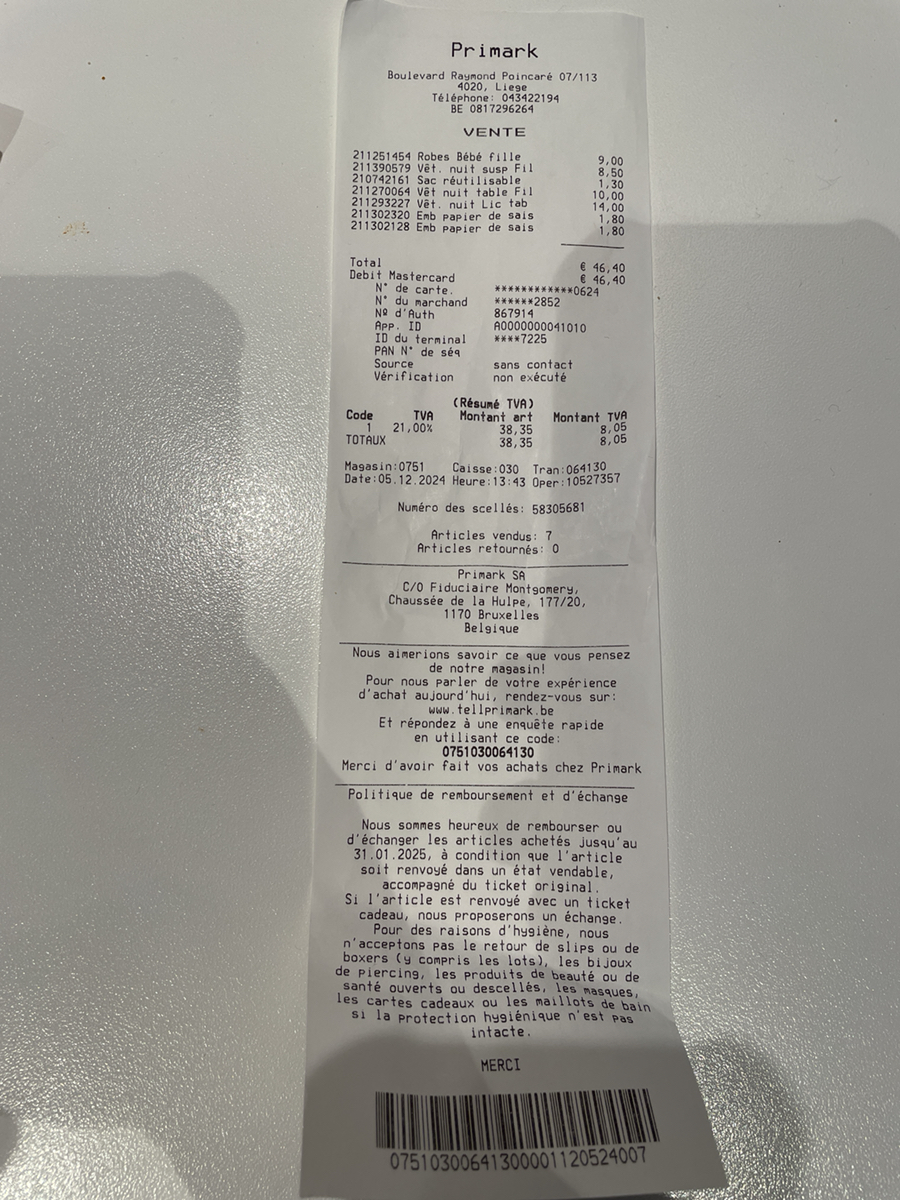 Primark
Boulevard Raymond Poincaré 07/113
4020, Liege
Téléphone: 043422194
BE 0817296264
VENTE
211251454 Robes Bébé fille 9,00
211390579 Vêt. nuit susp Fil 8,50
210742161 Sac réutilisable 1,30
211270064 Vêt nuit table Fil 10,00
211293227 Vêt. nuit Lic tab 14,00
211302320 Emb papier de sais 1,80
211302128 Emb papier de sais 1,80
Total € 46,40
Debit Mastercard € 46,40
N° de carte. ************0624
N° du marchand ******2852
Nº d'Auth 867914
App. ID A0000000041010
ID du terminal ****7225
PAN N° de séq
Source sans contact
Vérification non exécuté
(Résumé TVA)
Code TVA Montant art Montant TVA
1 21,00% 38,35 8,05
TOTAUX 38,35 8,05
Magasin:0751 Caisse:030 Tran:064130
Date:05.12.2024 Heure:13:43 Oper:10527357
Numéro des scellés: 58305681
Articles vendus: 7
Articles retournés: 0
Primark SA
C/O Fiduciaire Montgomery,
Chaussée de la Hulpe, 177/20,
1170 Bruxelles
Belgique
Nous aimerions savoir ce que vous pensez
de notre magasin!
Pour nous parler de votre expérience
d'achat aujourd'hui, rendez-vous sur:
www.tellprimark.be
Et répondez à une enquête rapide
en utilisant ce code:
0751030064130
Merci d'avoir fait vos achats chez Primark
Politique de remboursement et d'échange
Nous sommes heureux de rembourser ou
d'échanger les articles achetés jusqu'au
31.01.2025, à condition que l'article
soit renvoyé dans un état vendable,
accompagné du ticket original.
Si l'article est renvoyé avec un ticket
cadeau, nous proposerons un échange.
Pour des raisons d'hygiène, nous
n'acceptons pas le retour de slips ou de
boxers (y compris les lots), les bijoux
de piercing, les produits de beauté ou de
santé ouverts ou descellés, les masques,
les cartes cadeaux ou les maillots de bain
si la protection hygiénique n'est pas
intacte.
MERCI
07510300641300001120524007